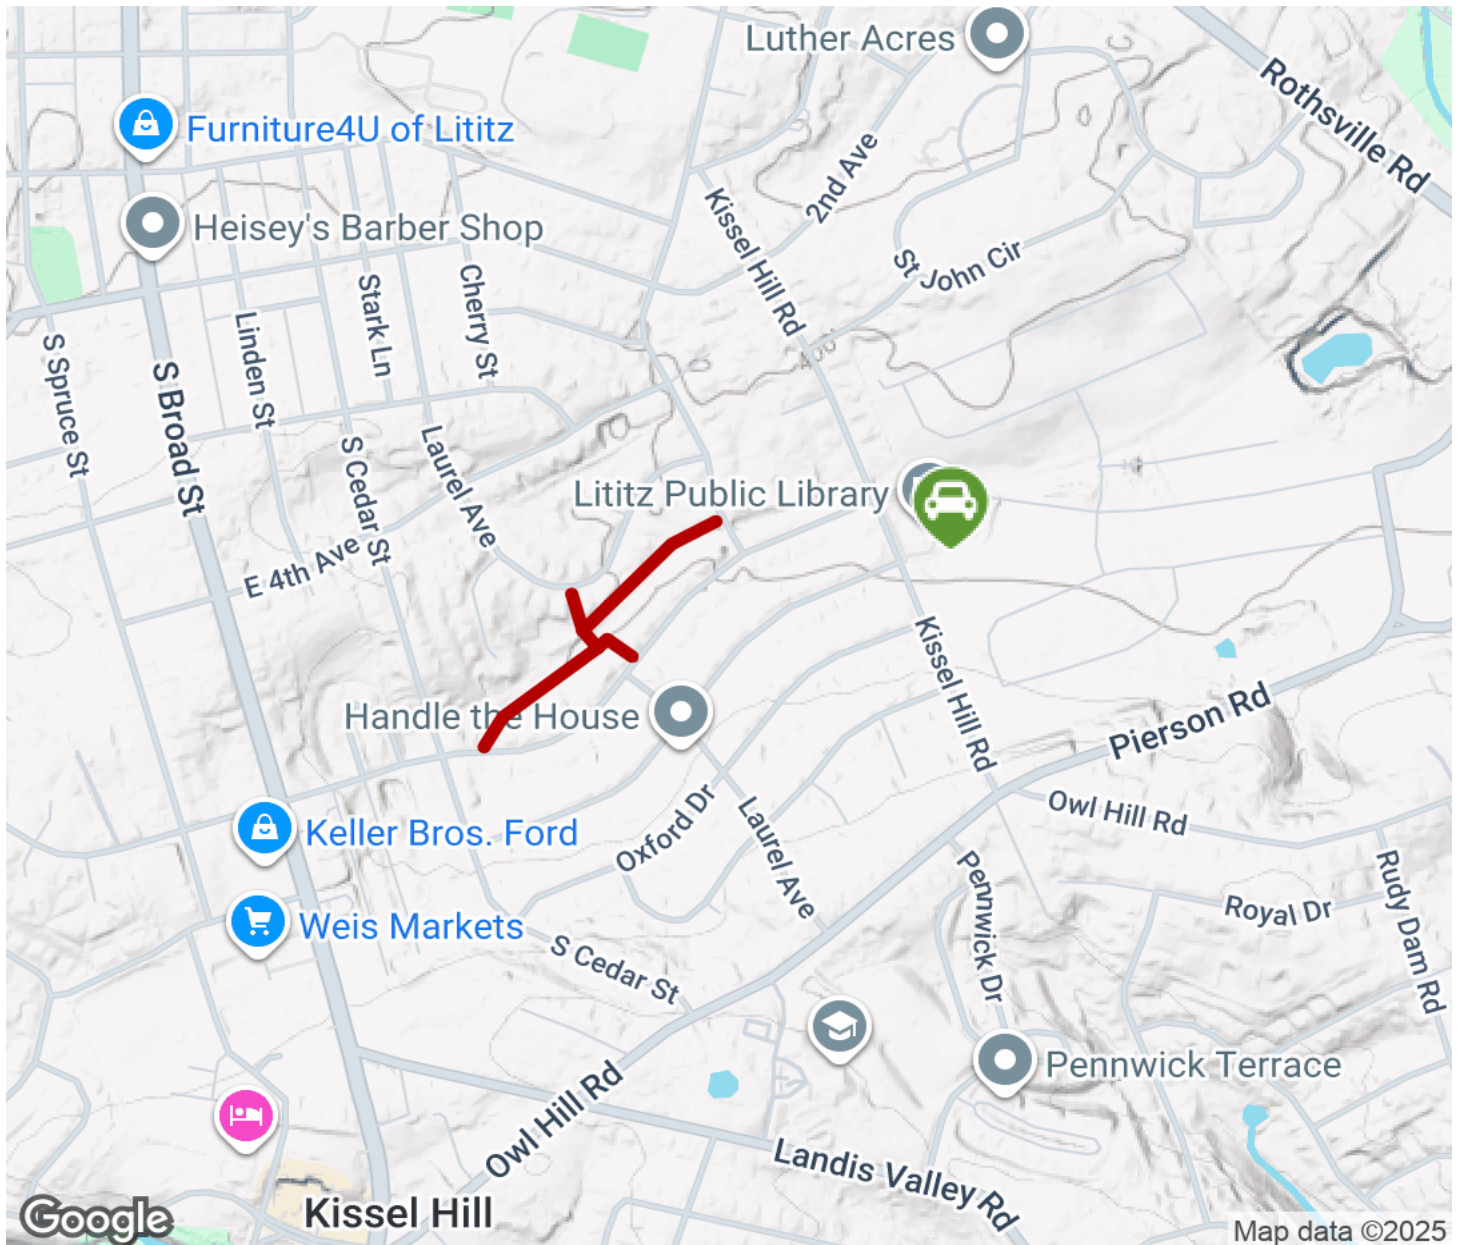 Luther Acres
Rothsville Rd
Furniture4U of Lititz
2nd Ave
Kissel Hill Rd
Heisey's Barber Shop
St John Cir
Cherry St
Stark Ln
Linden St
S Spruce St
S Broad St
Laurel Ave
S Cedar St
Lititz Public Library
E 4th Ave
Kissel Hill Rd
Handle the House
Pierson Rd
Owl Hill Rd
Oxford Dr
Laurel Ave
Keller Bros. Ford
Pennwick Dr
Rudy Dam Rd
Royal Dr
Weis Markets
S Cedar St
Pennwick Terrace
Owl Hill Rd
Landis Valley Rd
Kissel Hill
Google
Map data ©2025